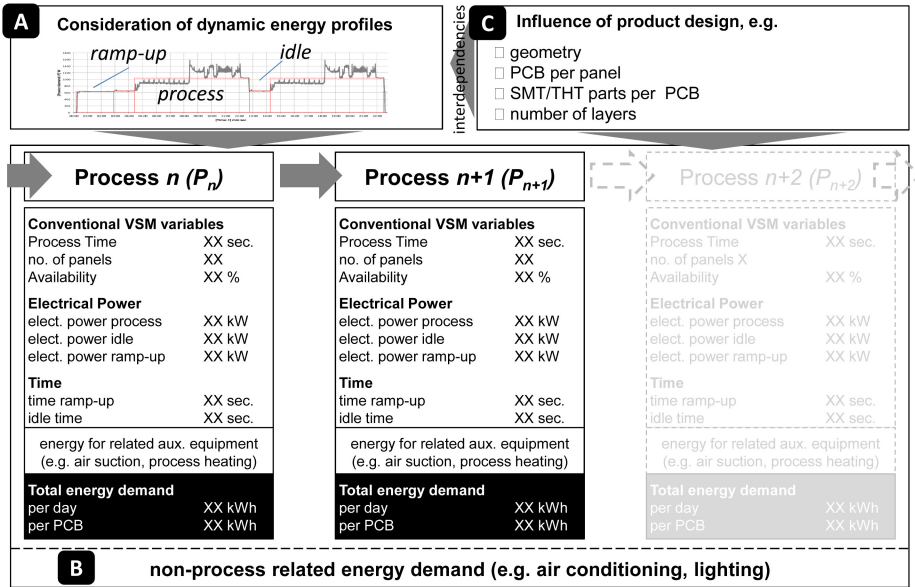 A
Consideration of dynamic energy profiles
ramp-up
idle
process
interdependencies
C
Influence of product design, e.g.
□ geometry
□ PCB per panel
□ SMT/THT parts per PCB
□ number of layers
Process n (Pn)
Conventional VSM variables
Process Time XX sec.
no. of panels XX
Availability XX %
Electrical Power
elect. power process XX kW
elect. power idle XX kW
elect. power ramp-up XX kW
Time
time ramp-up XX sec.
idle time XX sec.
energy for related aux. equipment
(e.g. air suction, process heating)
Total energy demand
per day XX kWh
per PCB XX kWh
Process n+1 (Pn+1)
Conventional VSM variables
Process Time XX sec.
no. of panels XX
Availability XX %
Electrical Power
elect. power process XX kW
elect. power idle XX kW
elect. power ramp-up XX kW
Time
time ramp-up XX sec.
idle time XX sec.
energy for related aux. equipment
(e.g. air suction, process heating)
Total energy demand
per day XX kWh
per PCB XX kWh
Process n+2 (Pn+2)
Conventional VSM variables
Process Time XX sec.
no. of panels X
Availability XX %
Electrical Power
elect. power process XX kW
elect. power idle XX kW
elect. power ramp-up XX kW
Time
time ramp-up XX sec.
idle time XX sec.
energy for related aux. equipment
(e.g. air suction, process heating)
Total energy demand
per day XX kWh
per PCB XX kWh
B
non-process related energy demand (e.g. air conditioning, lighting)